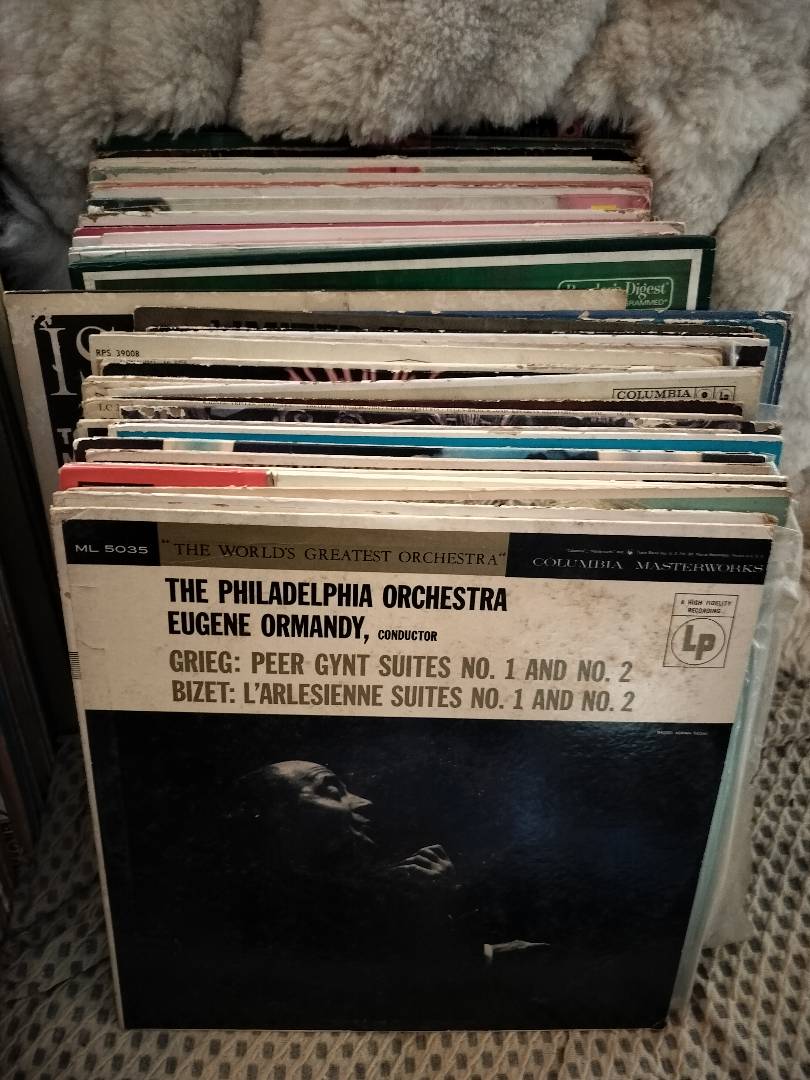 Digest
RPS 39008
COLUMBIA Lp
ML 5035
"THE WORLD'S GREATEST ORCHESTRA"
COLUMBIA MASTERWORKS
THE PHILADELPHIA ORCHESTRA
EUGENE ORMANDY, CONDUCTOR
A HIGH FIDELITY
RECORDING
Lp
GRIEG: PEER GYNT SUITES NO. 1 AND NO. 2
BIZET: L'ARLESIENNE SUITES NO. 1 AND NO. 2